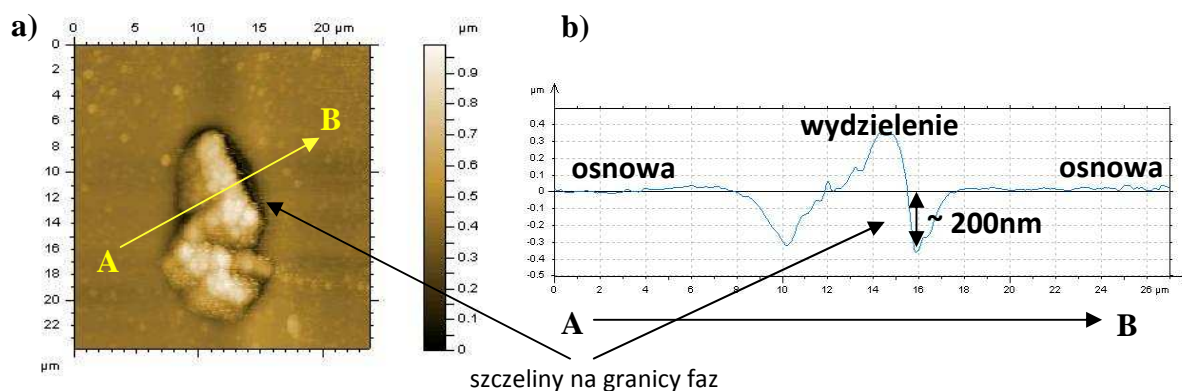 a)
0 5 10 15 20 µm
0
2
4
6
8
10
12
14
16
18
20
22
µm
A
B
µm
0.9
0.8
0.7
0.6
0.5
0.4
0.3
0.2
0.1
0
b)
µm
0.4
0.3
0.2
0.1
0
-0.1
-0.2
-0.3
-0.4
-0.5
osnowa
wydzielenie
osnowa
~ 200nm
0 2 4 6 8 10 12 14 16 18 20 22 24 26 µm
A
B
szczeliny na granicy faz